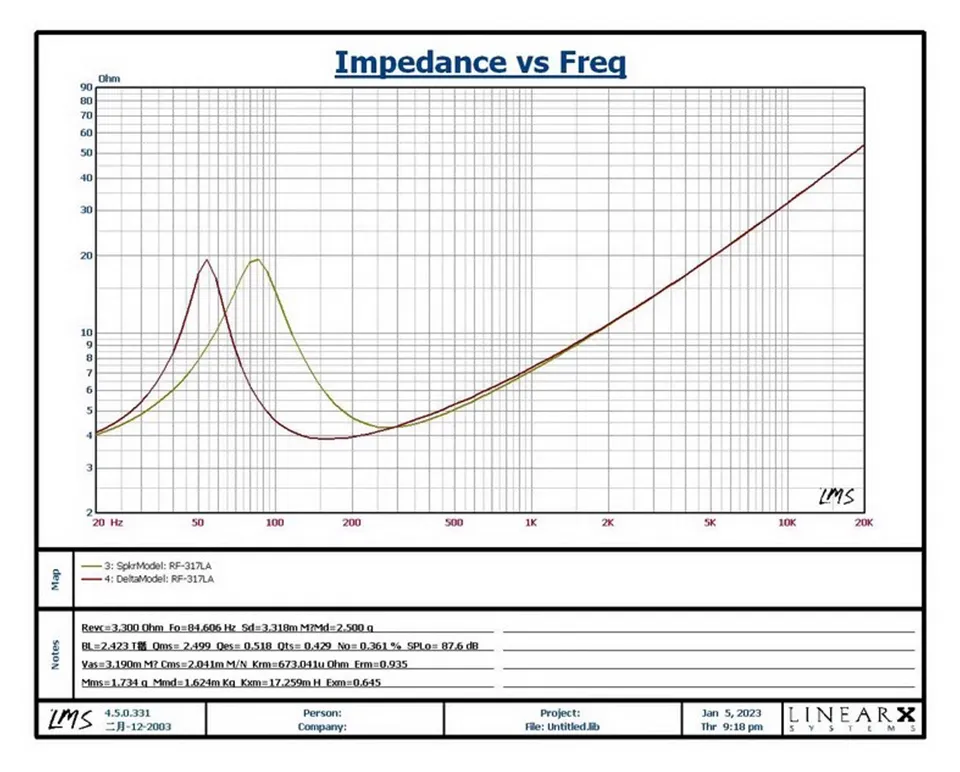 Impedance vs Freq
Ohm
90
80
70
60
50
40
30
20
10
9
8
7
6
5
4
3
2
20 Hz 50 100 200 500 1K 2K 5K 10K 20K
LMS
Map
3: SpkrModel: RF-317LA
4: DeltaModel: RF-317LA
Notes
Revc=3.300 Ohm Fo=84.606 Hz Sd=3.318m M?Md=2.500 g
BL=2.423 T Qms= 2.499 Qes= 0.518 Qts= 0.429 No= 0.361 % SPLo= 87.6 dB
Vas=3.190m M? Cms=2.041m M/N Krm=673.041u Ohm Erm=0.935
Mms=1.734 g Mmd=1.624m Kg Kxm=17.259m H Exm=0.645
LMS 4.5.0.331
二月-12-2003
Person:
Company:
Project:
File: Untitled.lib
Jan 5, 2023
Thr 9:18 pm
LINEARX
SYSTEMS